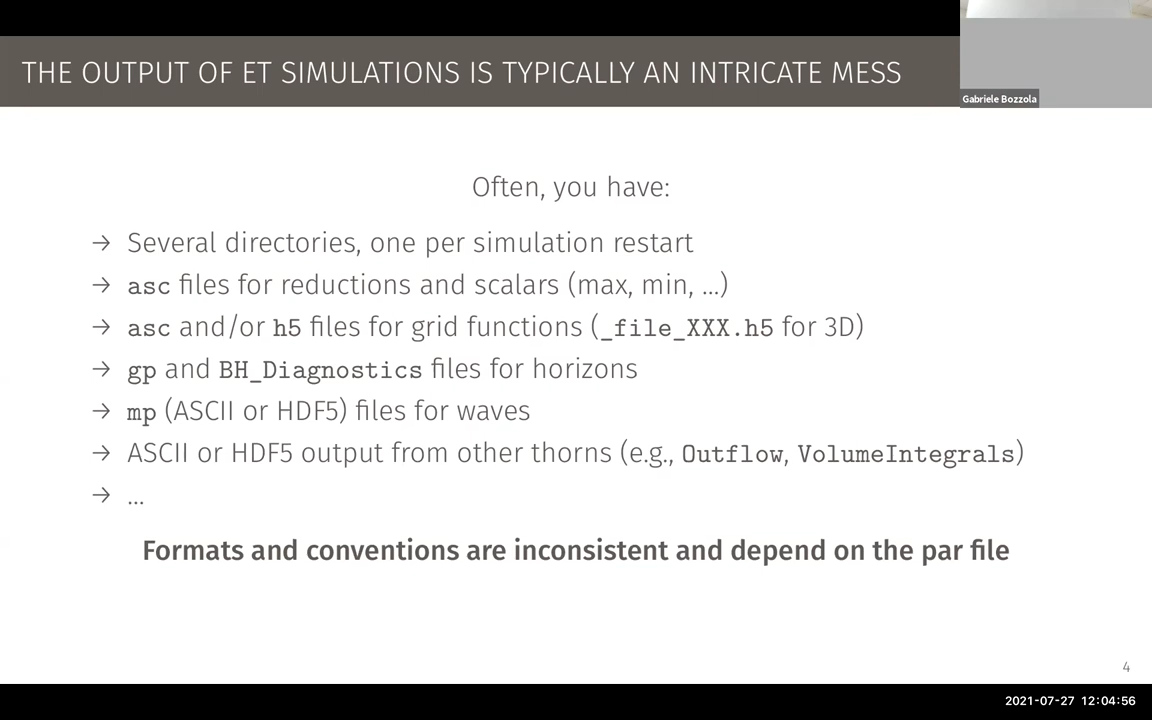 THE OUTPUT OF ET SIMULATIONS IS TYPICALLY AN INTRICATE MESS
Gabriele Bozzola
Often, you have:
→ Several directories, one per simulation restart
→ asc files for reductions and scalars (max, min, …)
→ asc and/or h5 files for grid functions (_file_XXX.h5 for 3D)
→ gp and BH_Diagnostics files for horizons
→ mp (ASCII or HDF5) files for waves
→ ASCII or HDF5 output from other thorns (e.g., Outflow, VolumeIntegrals)
→ …
Formats and conventions are inconsistent and depend on the par file
4
2021-07-27 12:04:56